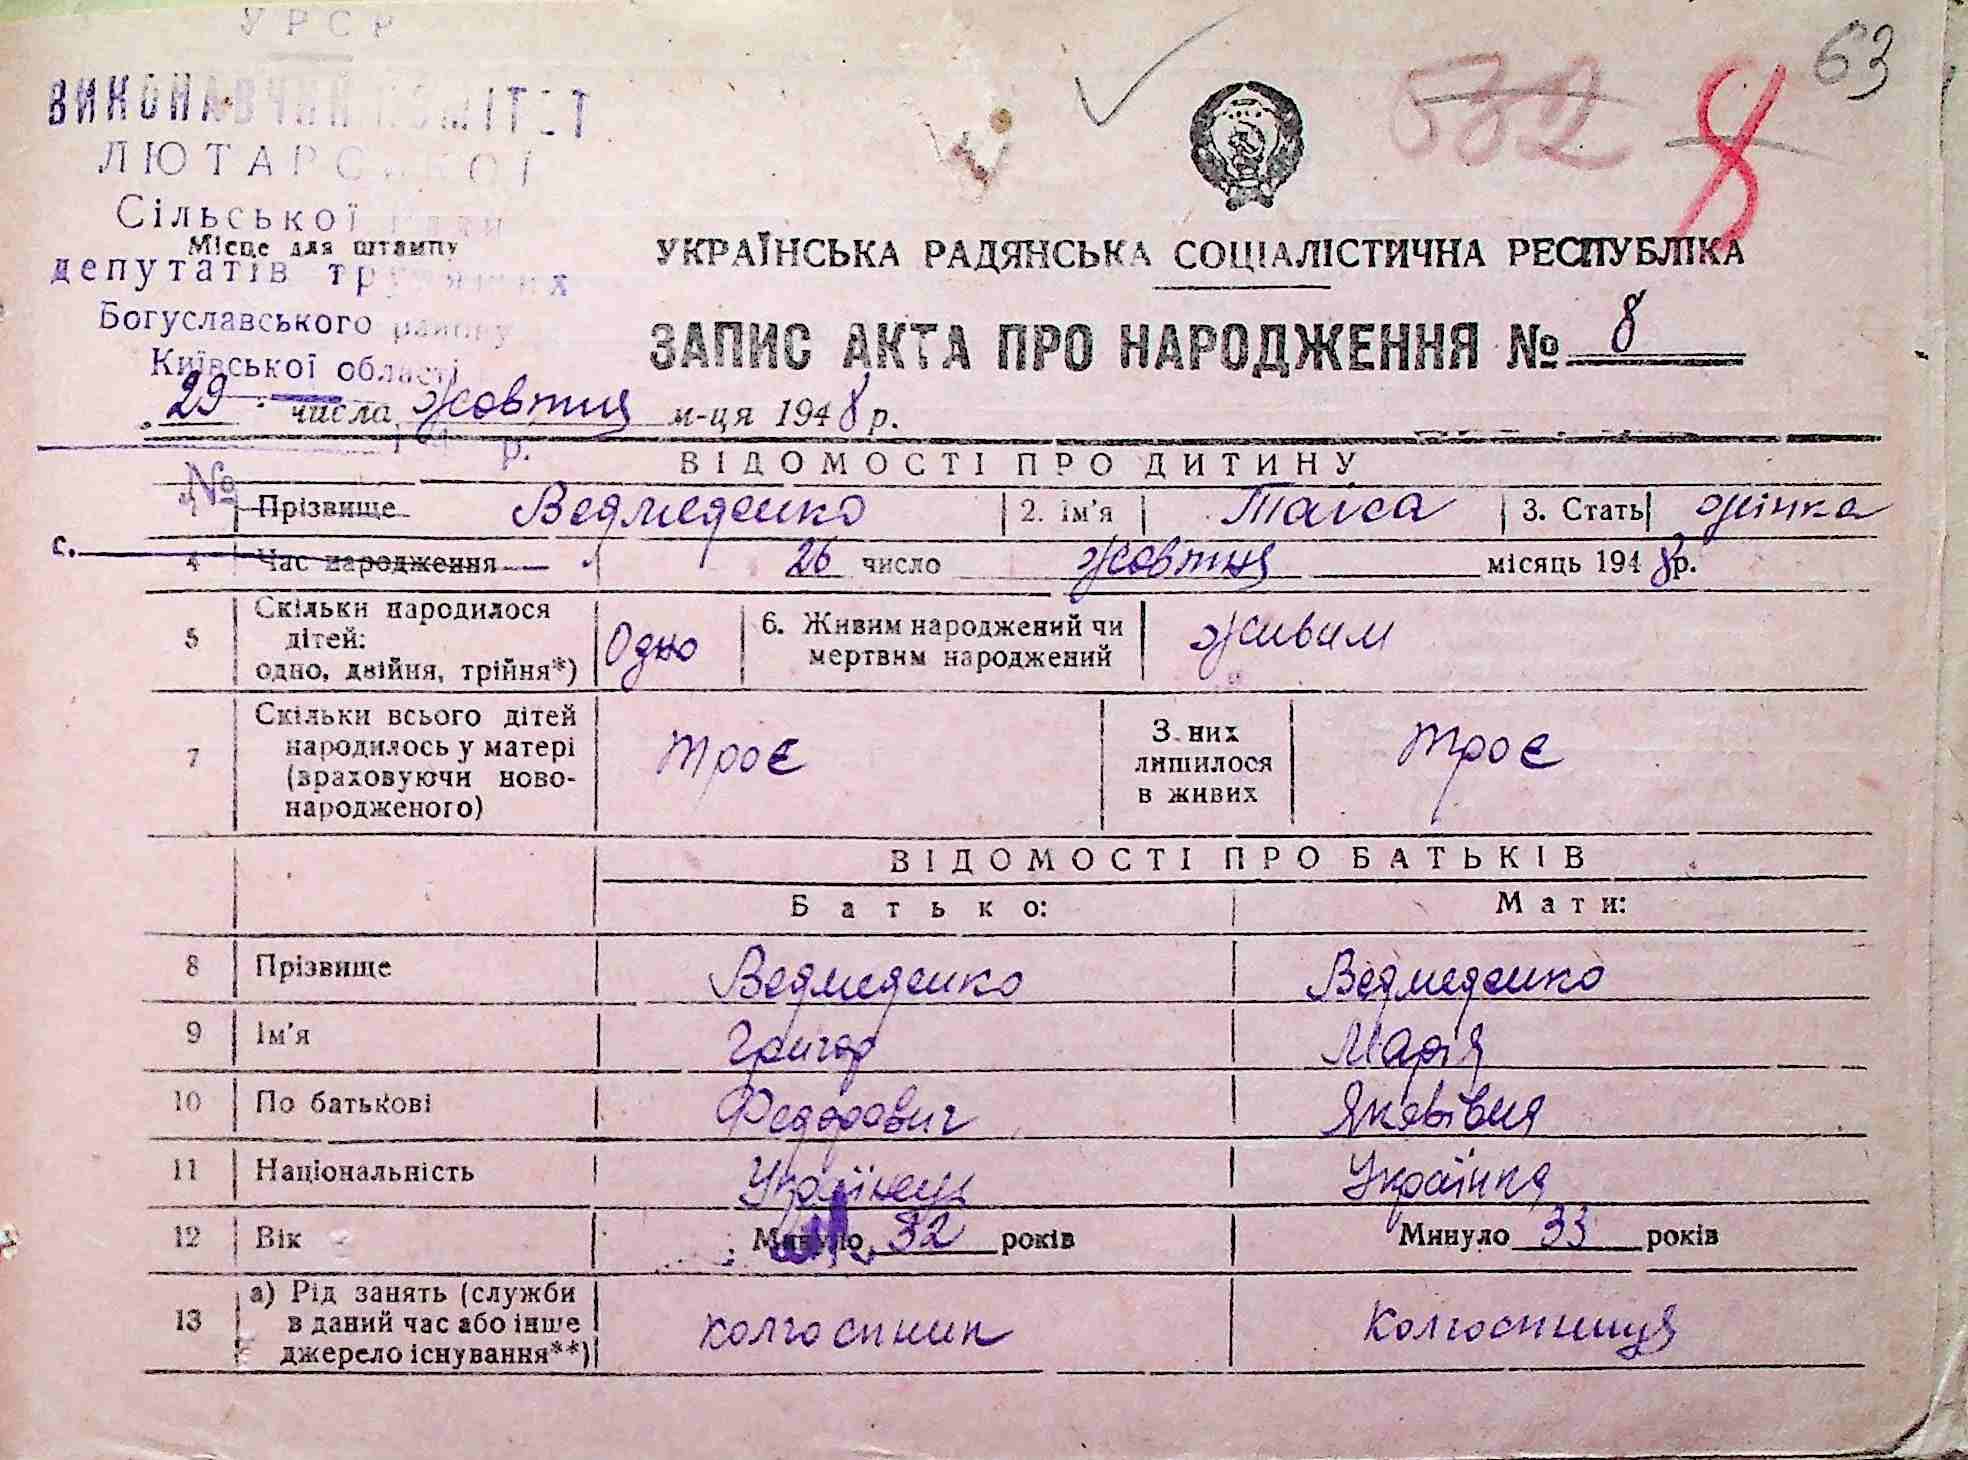 УРСР
ВИКОНАВЧИЙ КОМІТЕТ
ЛЮТАРСЬКОЇ
Сільської Ради
Місце для штампу
депутатів трудящих
Богуславського району
Київської області
532 8 63
УКРАЇНСЬКА РАДЯНСЬКА СОЦІАЛІСТИЧНА РЕСПУБЛІКА
ЗАПИС АКТА ПРО НАРОДЖЕННЯ № 8
29 числа жовтня м-ця 1948 р.
р.
ВІДОМОСТІ ПРО ДИТИНУ
№
1 Прізвище Ведмеденко 2. Ім'я Таїса 3. Стать жінка
с.
4 Час народження 26 число жовтня місяць 1948 р.
5 Скільки народилося дітей: одно, двійня, трійня*) Одно 6. Живим народжений чи мертвим народжений живим
7 Скільки всього дітей народилось у матері (враховуючи новонародженого) троє З них лишилося в живих троє
ВІДОМОСТІ ПРО БАТЬКІВ
Батько: Мати:
8 Прізвище Ведмеденко Ведмеденко
9 Ім'я Григор Марія
10 По батькові Федорович Яковівна
11 Національність Українець Українка
12 Вік Минуло 32 років Минуло 33 років
13 а) Рід занять (служби в даний час або інше джерело існування**) колгоспник Колгоспниця